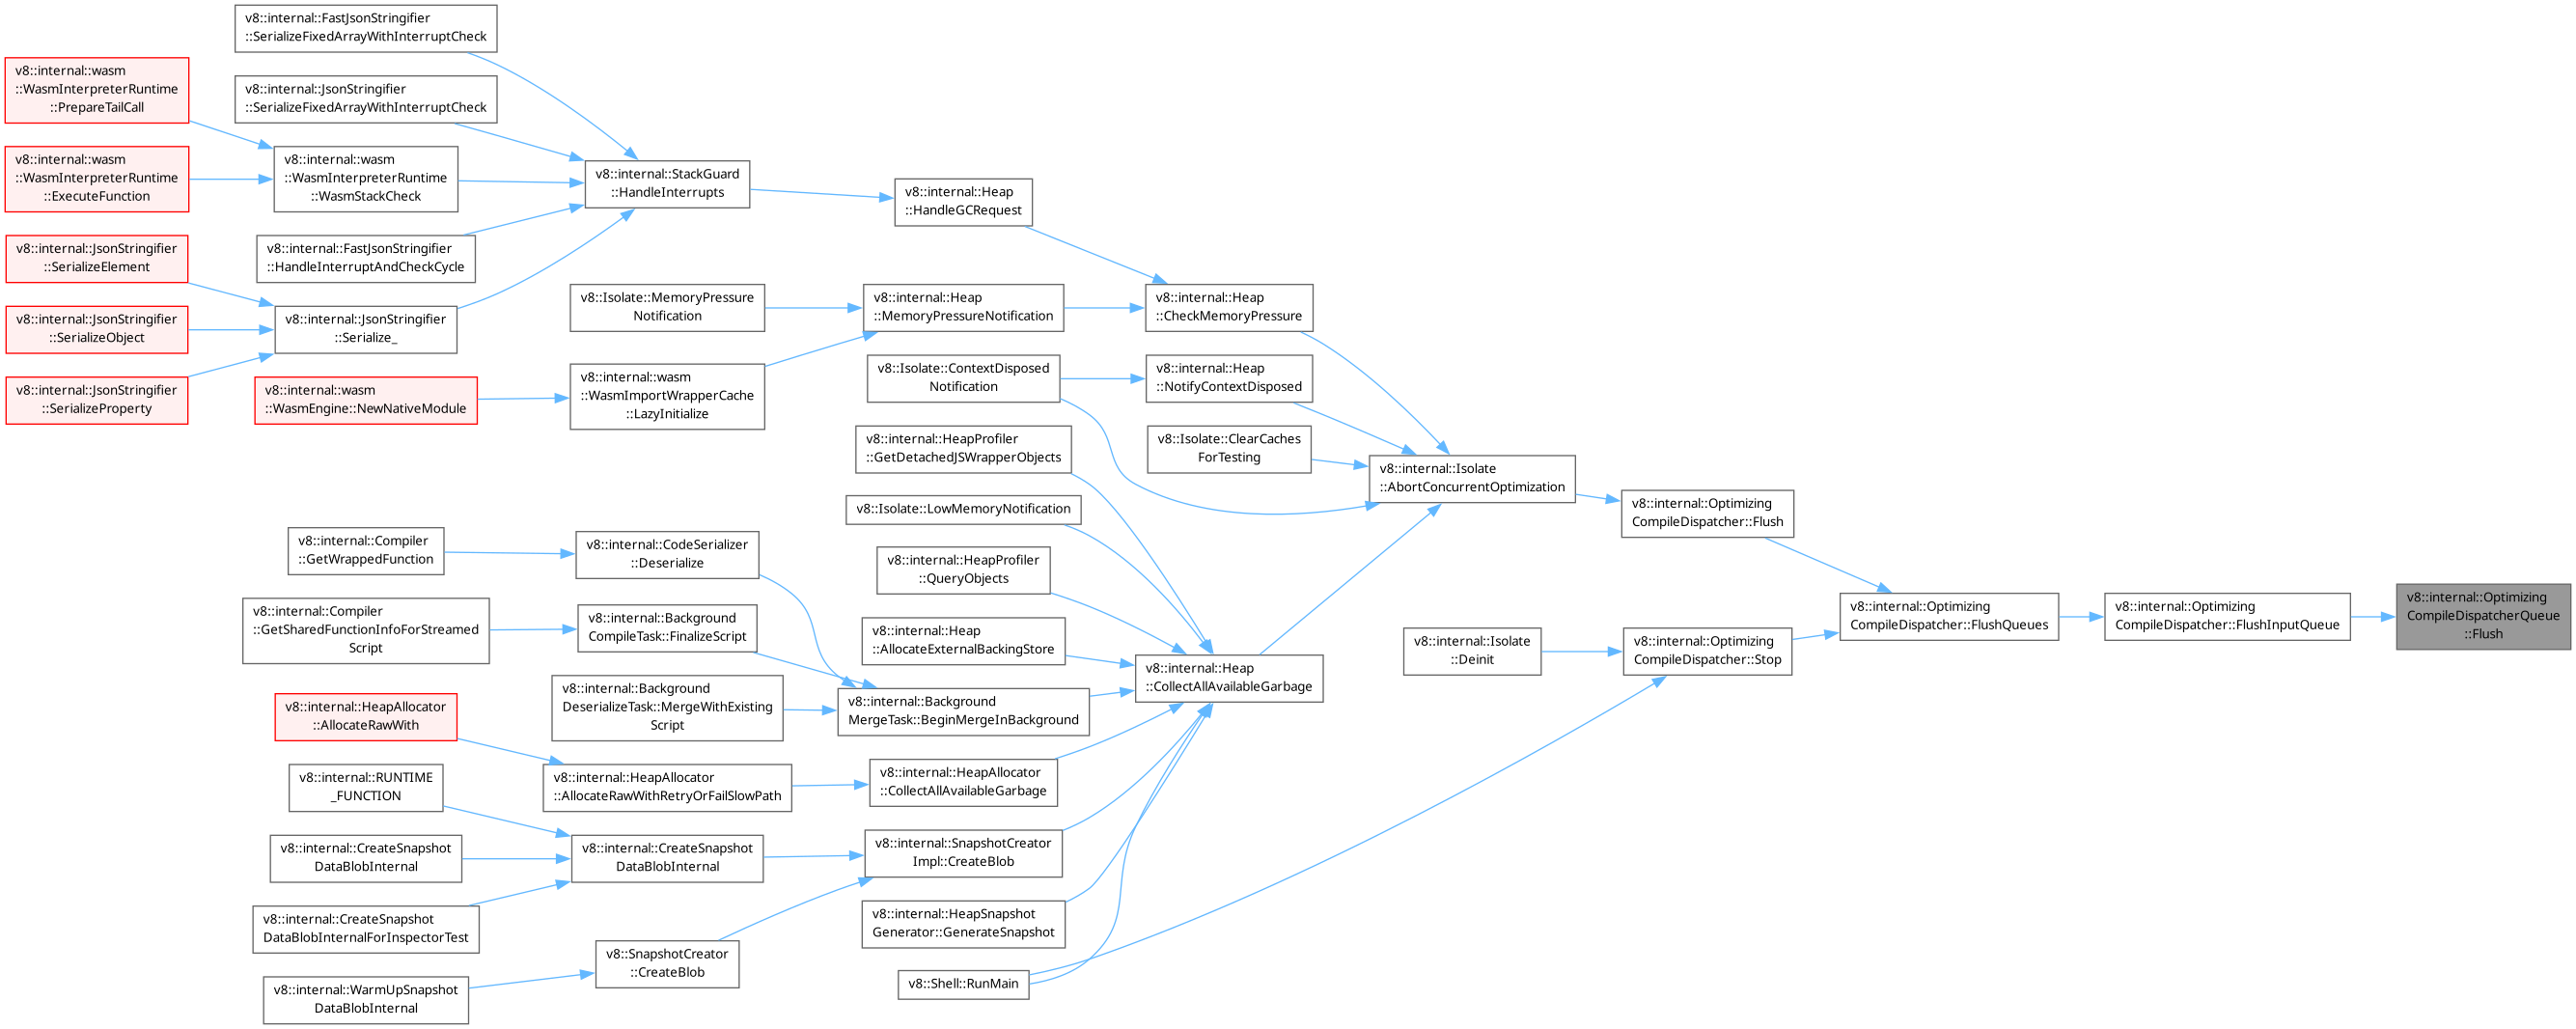 v8::internal::FastJsonStringifier
::SerializeFixedArrayWithInterruptCheck
v8::internal::wasm
::WasmInterpreterRuntime
::PrepareTailCall
v8::internal::JsonStringifier
::SerializeFixedArrayWithInterruptCheck
v8::internal::wasm
::WasmInterpreterRuntime
::ExecuteFunction
v8::internal::wasm
::WasmInterpreterRuntime
::WasmStackCheck
v8::internal::StackGuard
::HandleInterrupts
v8::internal::Heap
::HandleGCRequest
v8::internal::JsonStringifier
::SerializeElement
v8::internal::FastJsonStringifier
::HandleInterruptAndCheckCycle
v8::internal::JsonStringifier
::SerializeObject
v8::internal::JsonStringifier
::Serialize_
v8::Isolate::MemoryPressure
Notification
v8::internal::Heap
::MemoryPressureNotification
v8::internal::Heap
::CheckMemoryPressure
v8::internal::JsonStringifier
::SerializeProperty
v8::internal::wasm
::WasmEngine::NewNativeModule
v8::internal::wasm
::WasmImportWrapperCache
::LazyInitialize
v8::Isolate::ContextDisposed
Notification
v8::internal::Heap
::NotifyContextDisposed
v8::internal::HeapProfiler
::GetDetachedJSWrapperObjects
v8::Isolate::ClearCaches
ForTesting
v8::internal::Isolate
::AbortConcurrentOptimization
v8::Isolate::LowMemoryNotification
v8::internal::Optimizing
CompileDispatcher::Flush
v8::internal::Compiler
::GetWrappedFunction
v8::internal::CodeSerializer
::Deserialize
v8::internal::HeapProfiler
::QueryObjects
v8::internal::Compiler
::GetSharedFunctionInfoForStreamed
Script
v8::internal::Background
CompileTask::FinalizeScript
v8::internal::Heap
::AllocateExternalBackingStore
v8::internal::Isolate
::Deinit
v8::internal::Optimizing
CompileDispatcher::Stop
v8::internal::Optimizing
CompileDispatcher::FlushQueues
v8::internal::Optimizing
CompileDispatcher::FlushInputQueue
v8::internal::Optimizing
CompileDispatcherQueue
::Flush
v8::internal::Heap
::CollectAllAvailableGarbage
v8::internal::Background
DeserializeTask::MergeWithExisting
Script
v8::internal::Background
MergeTask::BeginMergeInBackground
v8::internal::HeapAllocator
::AllocateRawWith
v8::internal::HeapAllocator
::AllocateRawWithRetryOrFailSlowPath
v8::internal::HeapAllocator
::CollectAllAvailableGarbage
v8::internal::RUNTIME
_FUNCTION
v8::internal::CreateSnapshot
DataBlobInternal
v8::internal::CreateSnapshot
DataBlobInternal
v8::internal::SnapshotCreator
Impl::CreateBlob
v8::internal::CreateSnapshot
DataBlobInternalForInspectorTest
v8::internal::HeapSnapshot
Generator::GenerateSnapshot
v8::SnapshotCreator
::CreateBlob
v8::internal::WarmUpSnapshot
DataBlobInternal
v8::Shell::RunMain